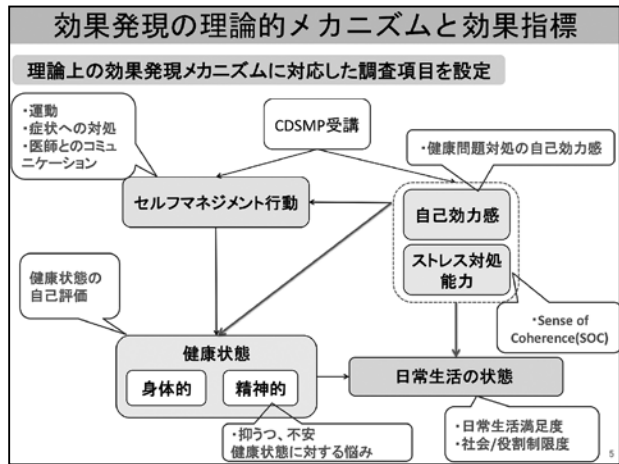 効果発現の理論的メカニズムと効果指標
理論上の効果発現メカニズムに対応した調査項目を設定
・運動
・症状への対処
・医師とのコミュ
ニケーション
CDSMP受講
・健康問題対処の自己効力感
セルフマネジメント行動
自己効力感
ストレス対処
能力
健康状態の
自己評価
・Sense of
Coherence(SOC)
健康状態
身体的
精神的
日常生活の状態
・抑うつ、不安
健康状態に対する悩み
・日常生活満足度
・社会/役割制限度
5